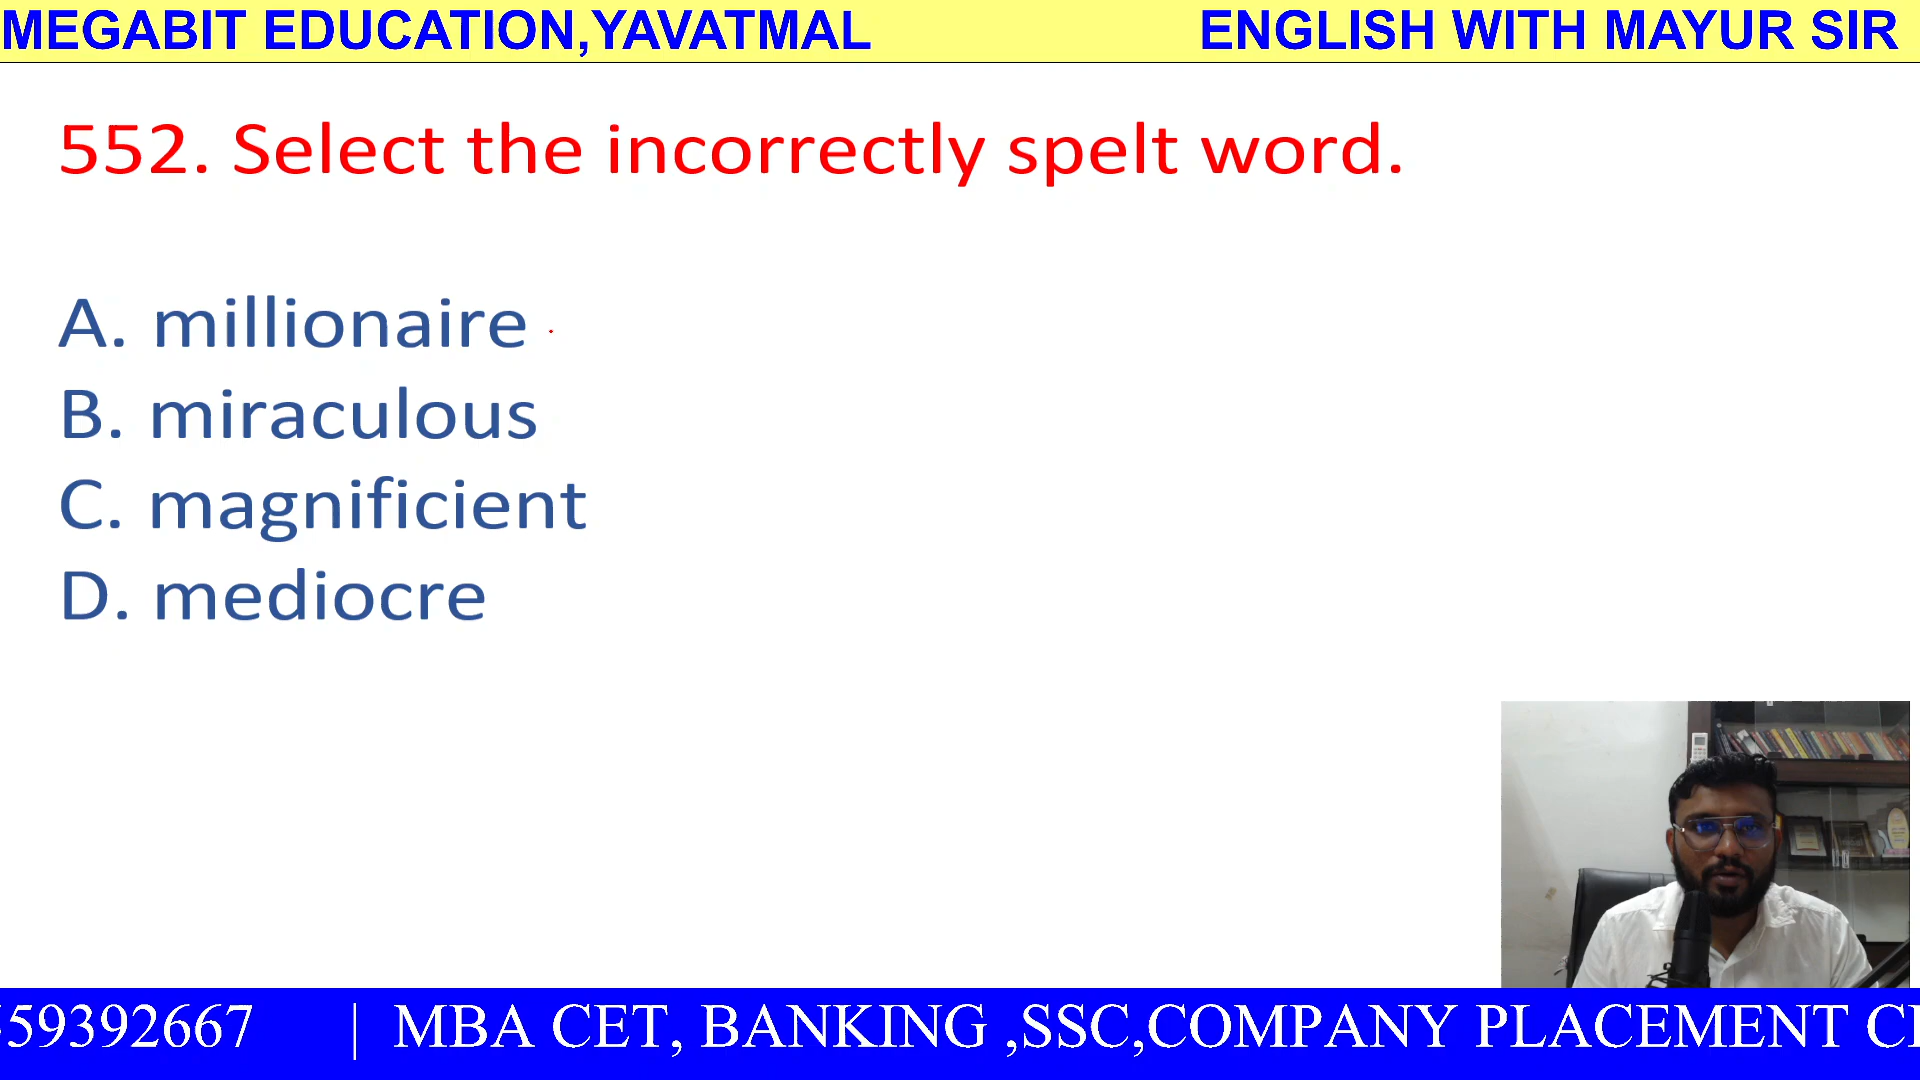 MEGABIT EDUCATION,YAVATMAL
ENGLISH WITH MAYUR SIR
552. Select the incorrectly spelt word.
A. millionaire
B. miraculous
C. magnificient
D. mediocre
59392667 | MBA CET, BANKING ,SSC,COMPANY PLACEMENT